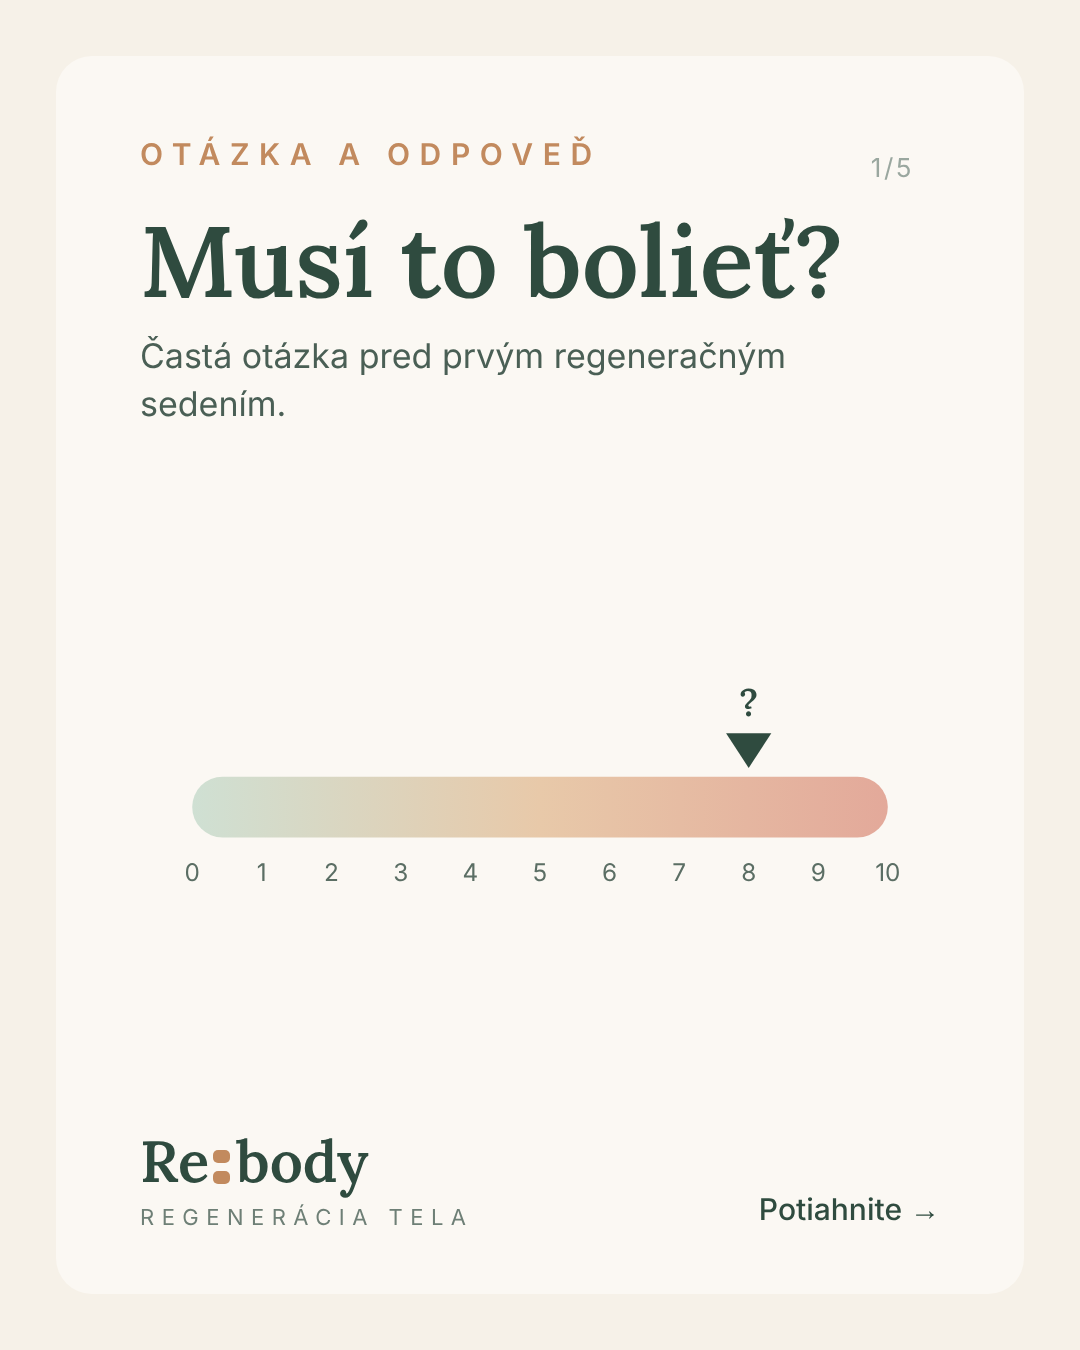 OTÁZKA A ODPOVEĎ
1/5
Musí to bolieť?
Častá otázka pred prvým regeneračným
sedením.
?
0 1 2 3 4 5 6 7 8 9 10
Re:body
REGENERÁCIA TELA
Potiahnite →